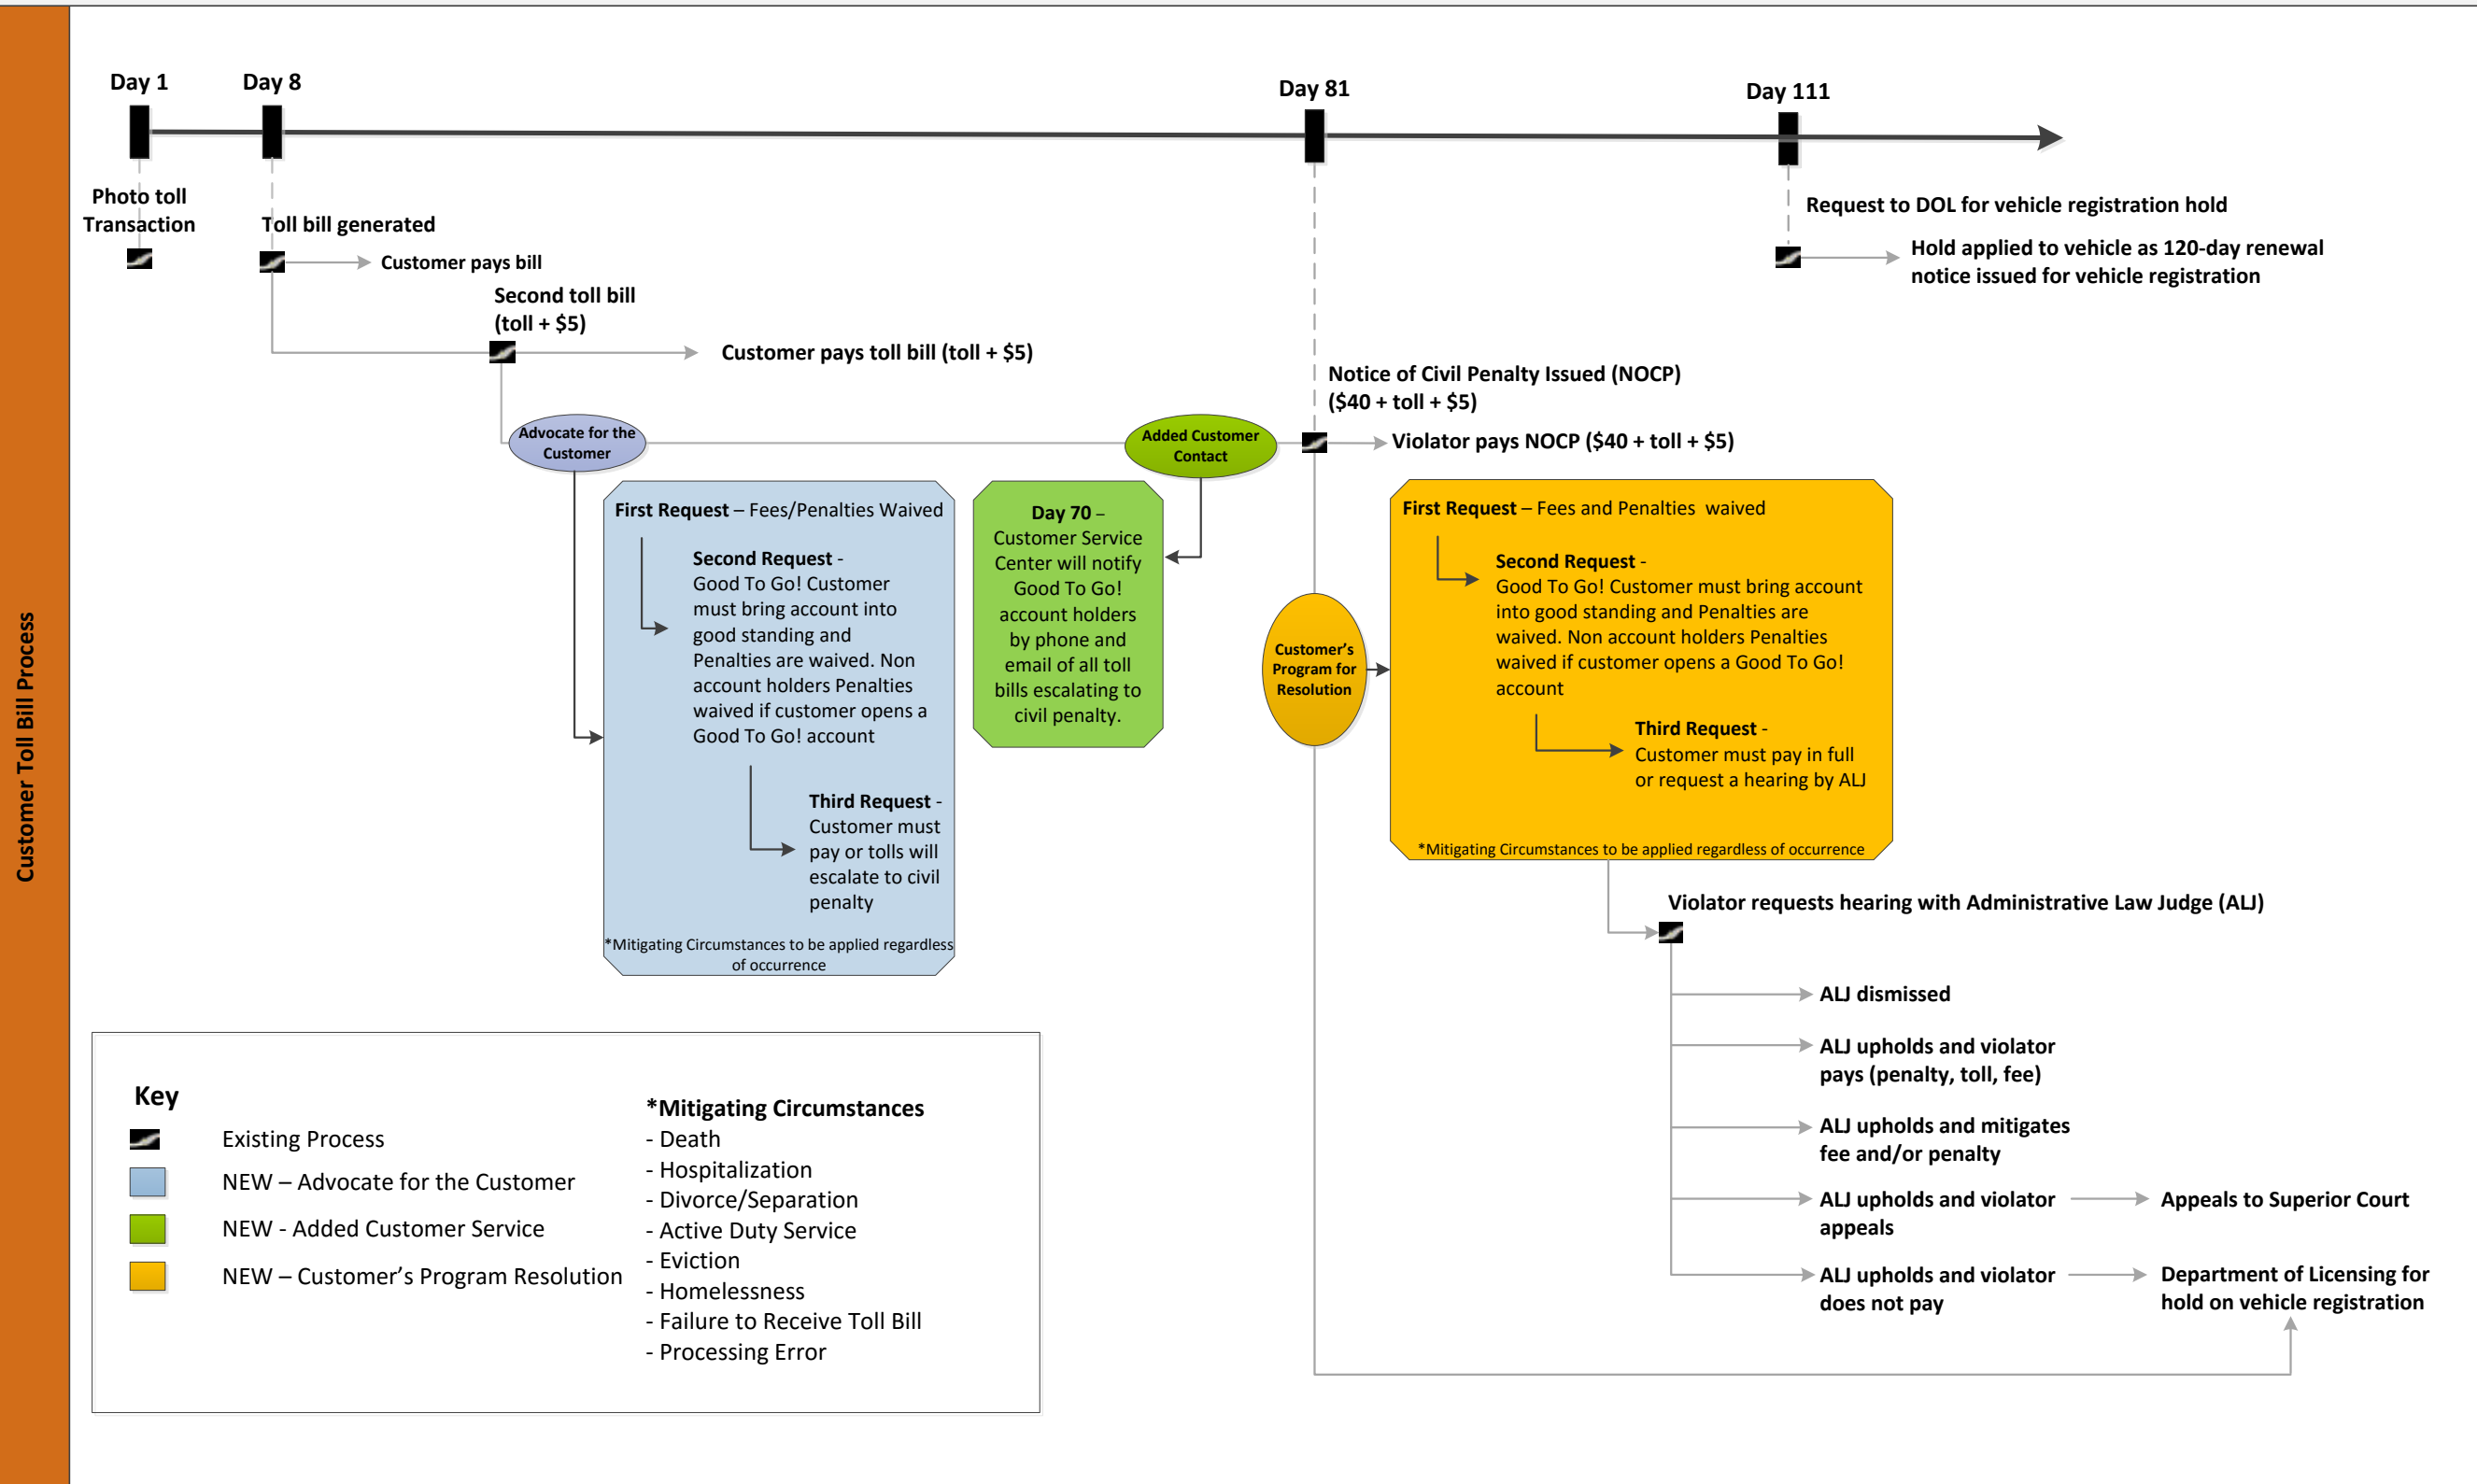 Customer Toll Bill Process
Day 1
Day 8
Day 81
Day 111
Photo toll
Transaction
Toll bill generated
Customer pays bill
Second toll bill
(toll + $5)
Customer pays toll bill (toll + $5)
Request to DOL for vehicle registration hold
Hold applied to vehicle as 120-day renewal
notice issued for vehicle registration
Notice of Civil Penalty Issued (NOCP)
($40 + toll + $5)
Violator pays NOCP ($40 + toll + $5)
Advocate for the
Customer
Added Customer
Contact
First Request – Fees/Penalties Waived
Second Request -
Good To Go! Customer
must bring account into
good standing and
Penalties are waived. Non
account holders Penalties
waived if customer opens a
Good To Go! account
Third Request -
Customer must
pay or tolls will
escalate to civil
penalty
*Mitigating Circumstances to be applied regardless
of occurrence
Day 70 –
Customer Service
Center will notify
Good To Go!
account holders
by phone and
email of all toll
bills escalating to
civil penalty.
Customer's
Program for
Resolution
First Request – Fees and Penalties waived
Second Request -
Good To Go! Customer must bring account
into good standing and Penalties are
waived. Non account holders Penalties
waived if customer opens a Good To Go!
account
Third Request -
Customer must pay in full
or request a hearing by ALJ
*Mitigating Circumstances to be applied regardless of occurrence
Violator requests hearing with Administrative Law Judge (ALJ)
ALJ dismissed
ALJ upholds and violator
pays (penalty, toll, fee)
ALJ upholds and mitigates
fee and/or penalty
ALJ upholds and violator
appeals
Appeals to Superior Court
ALJ upholds and violator
does not pay
Department of Licensing for
hold on vehicle registration
Key
Existing Process
NEW – Advocate for the Customer
NEW - Added Customer Service
NEW – Customer's Program Resolution
*Mitigating Circumstances
- Death
- Hospitalization
- Divorce/Separation
- Active Duty Service
- Eviction
- Homelessness
- Failure to Receive Toll Bill
- Processing Error